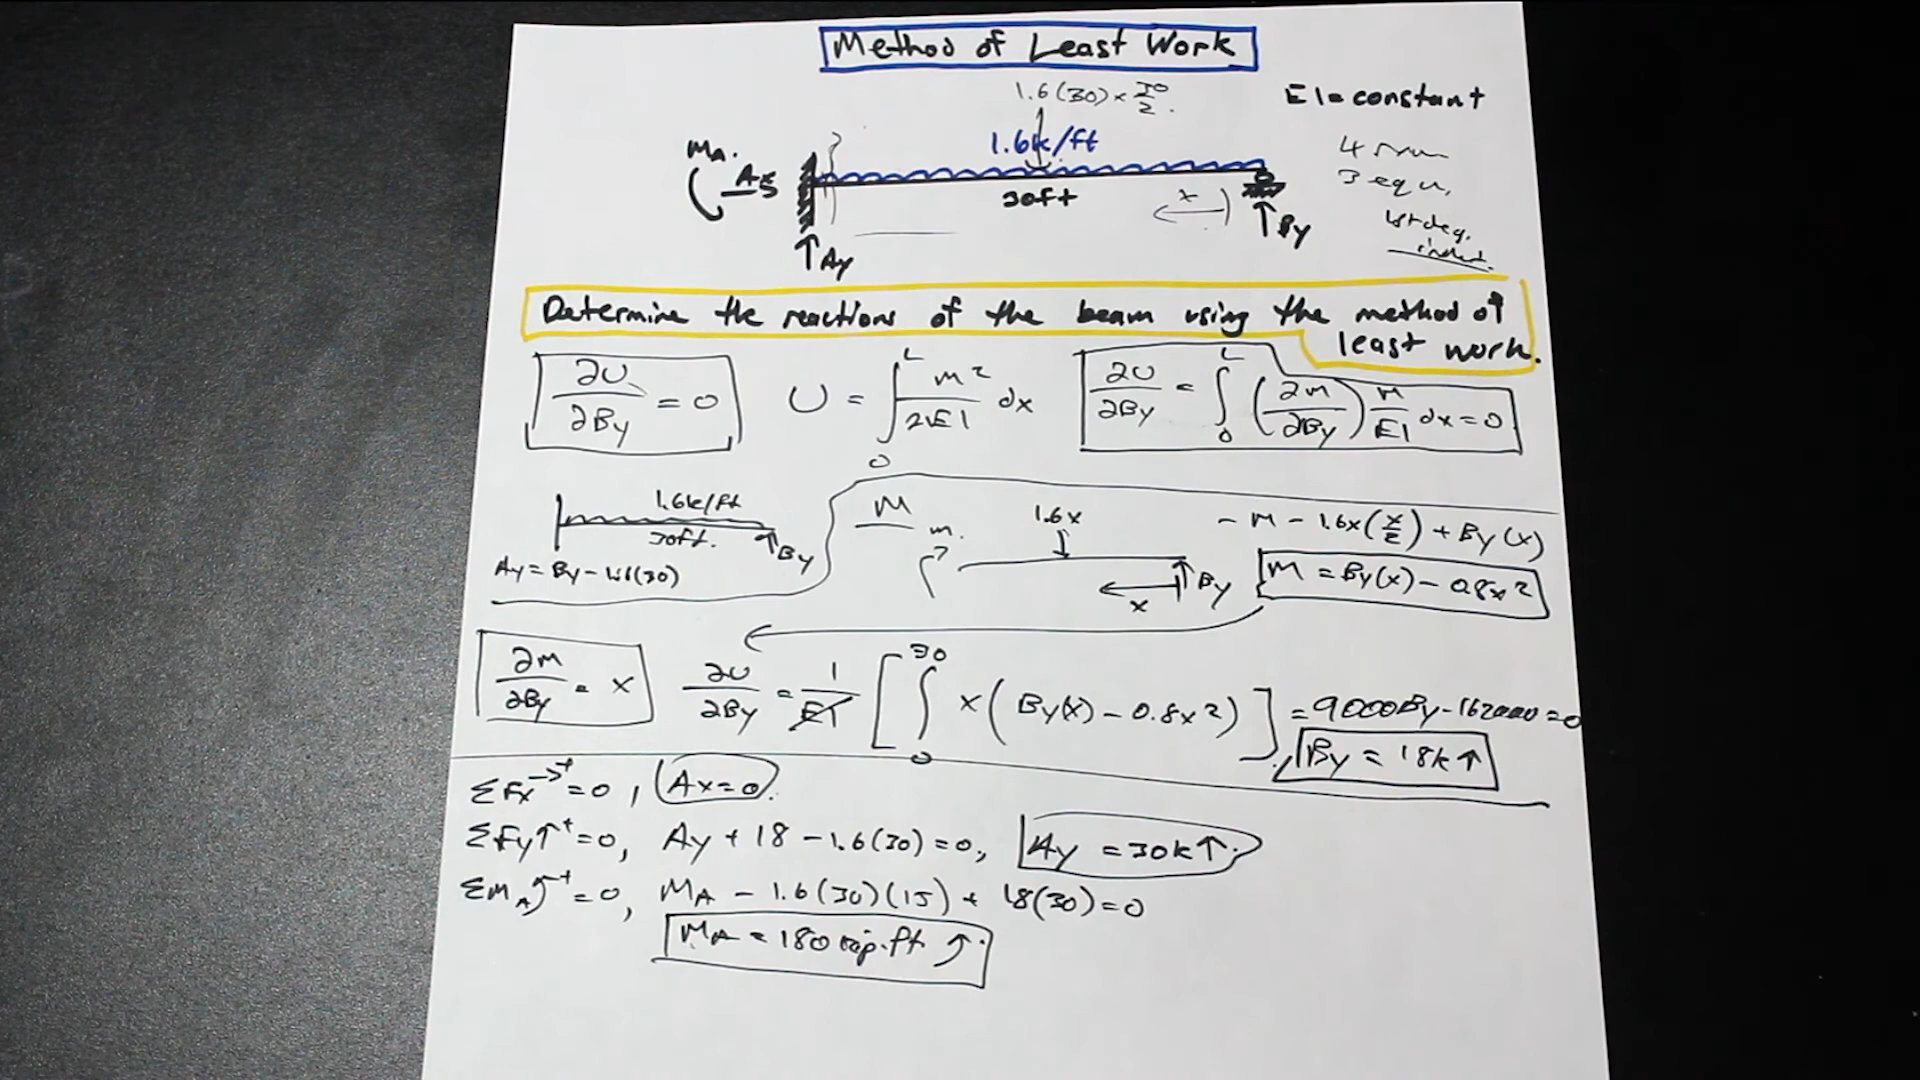 Method of Least Work
1.6(30) × 30/2
EI = constant
1.6k/ft
MA.
Ax
30ft
x
By
Ay
3 equ.
1st deg.
Determine the reactions of the beam using the method of
least work.
∂U/∂By = 0
U = ∫₀ᴸ M²/2EI dx
∂U/∂By = ∫₀ᴸ (∂M/∂By) M/EI dx = 0
1.6k/ft
30ft.
By
Ay = By - 1.6(30)
M
m.
1.6x
By
x
- M - 1.6x(x/2) + By(x)
M = By(x) - 0.8x²
∂M/∂By = x
∂U/∂By = 1/EI [∫₀³⁰ x(By(x) - 0.8x²)] = 9000By - 162000 = 0
By = 18k↑
ΣFx →+ = 0, Ax = 0.
ΣFy↑+ = 0, Ay + 18 - 1.6(30) = 0, Ay = 30k↑.
ΣMA↺+ = 0, MA - 1.6(30)(15) + 18(30) = 0
MA = 180 kip.ft ↺.